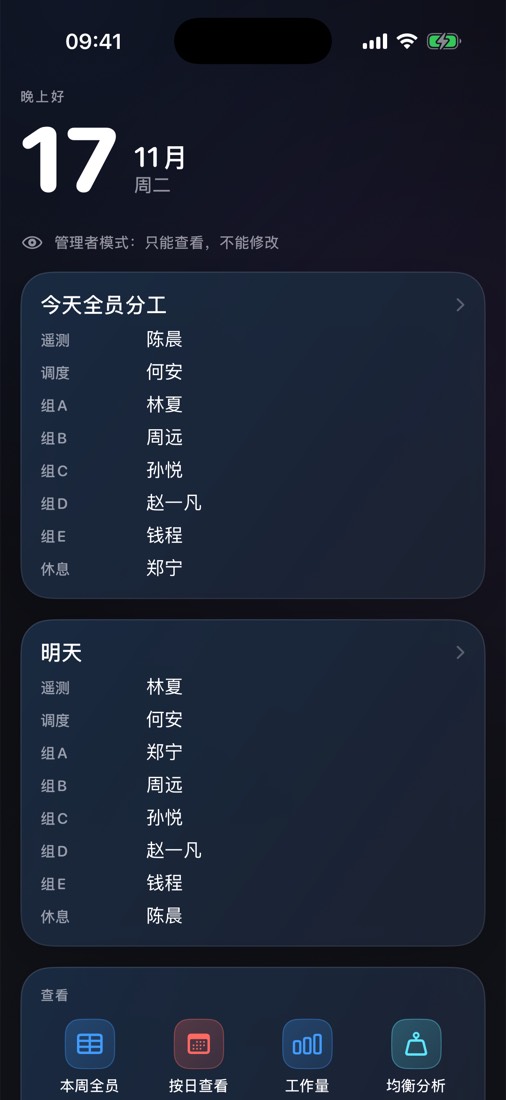 09:41
晚上好
17
11月
周二
管理者模式：只能查看，不能修改
今天全员分工
遥测 陈晨
调度 何安
组A 林夏
组B 周远
组C 孙悦
组D 赵一凡
组E 钱程
休息 郑宁
明天
遥测 林夏
调度 何安
组A 郑宁
组B 周远
组C 孙悦
组D 赵一凡
组E 钱程
休息 陈晨
查看
本周全员 按日查看 工作量 均衡分析